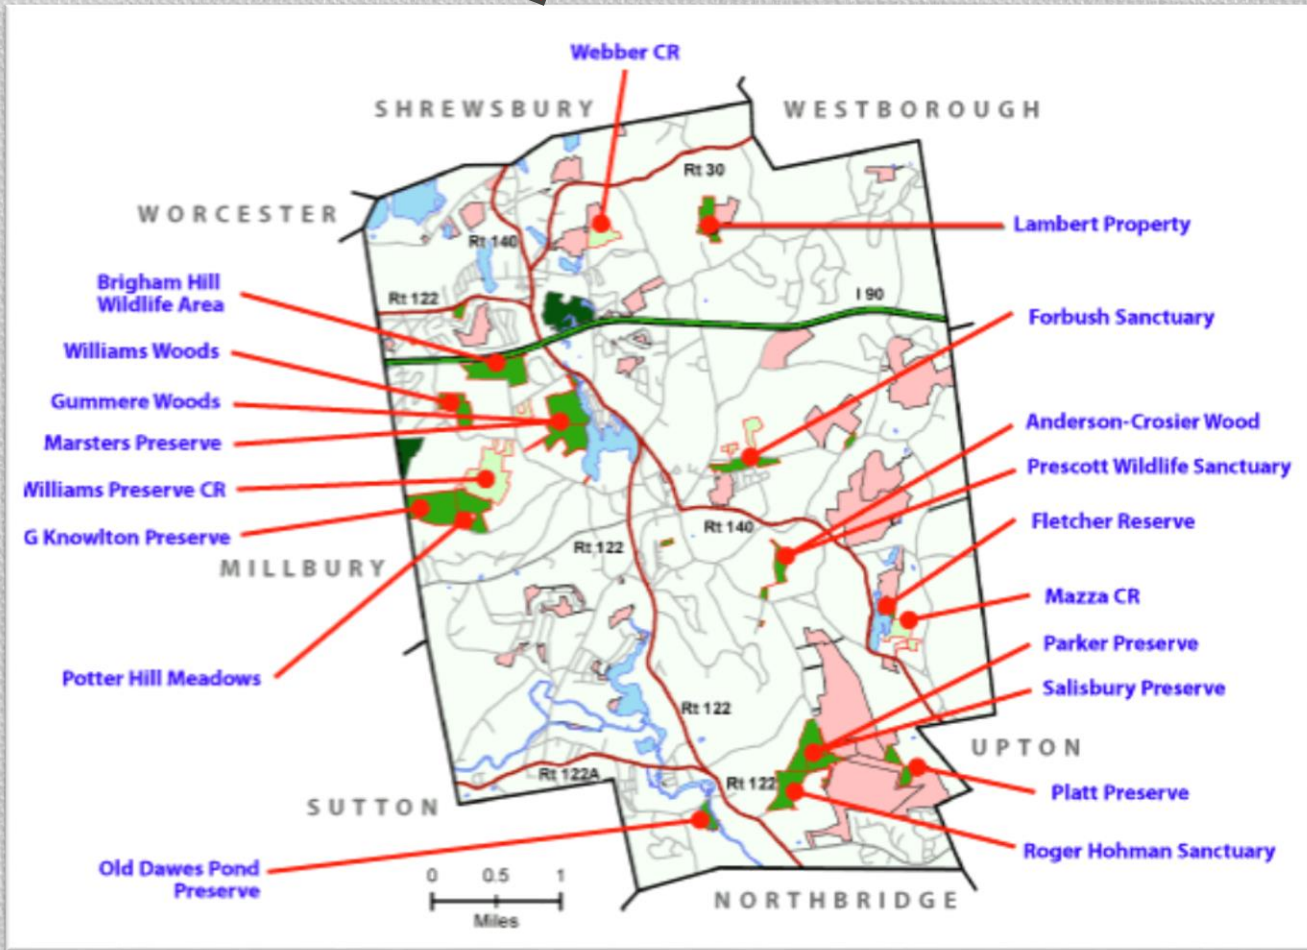 Webber CR
SHREWSBURY
WESTBOROUGH
Rt 30
WORCESTER
Lambert Property
Rt 140
Brigham Hill
Wildlife Area
Rt 122
I 90
Forbush Sanctuary
Williams Woods
Gummere Woods
Anderson-Crosier Wood
Marsters Preserve
Prescott Wildlife Sanctuary
Williams Preserve CR
Fletcher Reserve
Rt 140
G Knowlton Preserve
Rt 122
MILLBURY
Mazza CR
Parker Preserve
Potter Hill Meadows
Salisbury Preserve
Rt 122
UPTON
Rt 122A
Rt 122
Platt Preserve
SUTTON
Roger Hohman Sanctuary
Old Dawes Pond
Preserve
0 0.5 1
Miles
NORTHBRIDGE